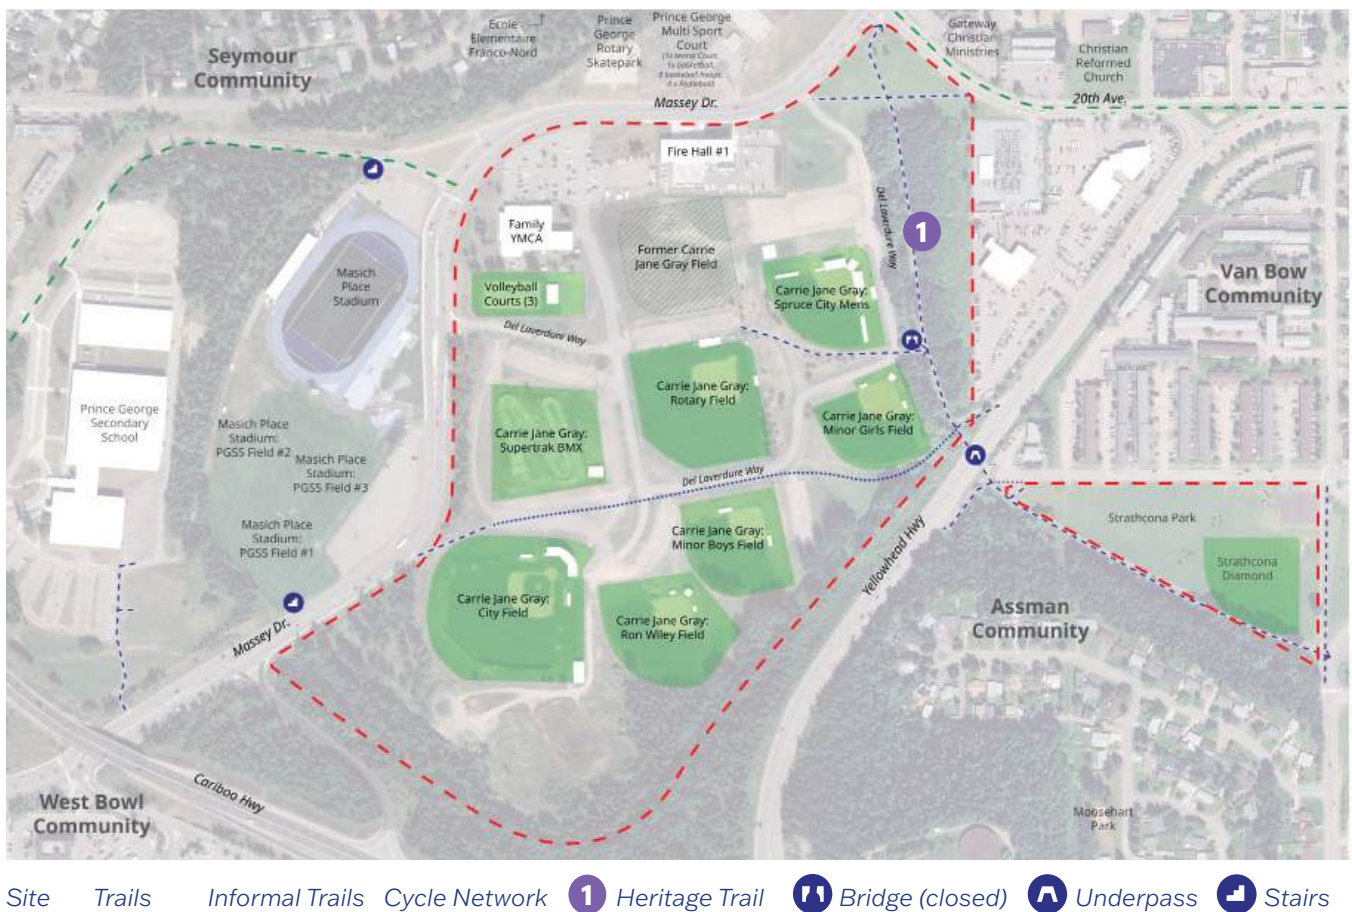 Seymour
Community
Ecole
Elementaire
Franco-Nord
Prince
George
Rotary
Skatepark
Prince George
Multi Sport
Court
Gateway
Christian
Ministries
Christian
Reformed
Church
20th Ave.
Massey Dr.
Fire Hall #1
Family
YMCA
Former Carrie
Jane Gray Field
Del Laverdure Way
1
Masich
Place
Stadium
Volleyball
Courts (3)
Carrie Jane Gray:
Spruce City Mens
Van Bow
Community
Del Laverdure Way
Prince George
Secondary
School
Masich Place
Stadium:
PGSS Field #2
Masich Place
Stadium:
PGSS Field #3
Masich Place
Stadium:
PGSS Field #1
Carrie Jane Gray:
Supertrak BMX
Carrie Jane Gray:
Rotary Field
Carrie Jane Gray:
Minor Girls Field
Del Laverdure Way
Carrie Jane Gray:
Minor Boys Field
Yellowhead Hwy
Strathcona Park
Strathcona
Diamond
Carrie Jane Gray:
City Field
Carrie Jane Gray:
Ron Wiley Field
Assman
Community
Massey Dr.
Cariboo Hwy
West Bowl
Community
Moosehart
Park
Site Trails Informal Trails Cycle Network 1 Heritage Trail Bridge (closed) Underpass Stairs